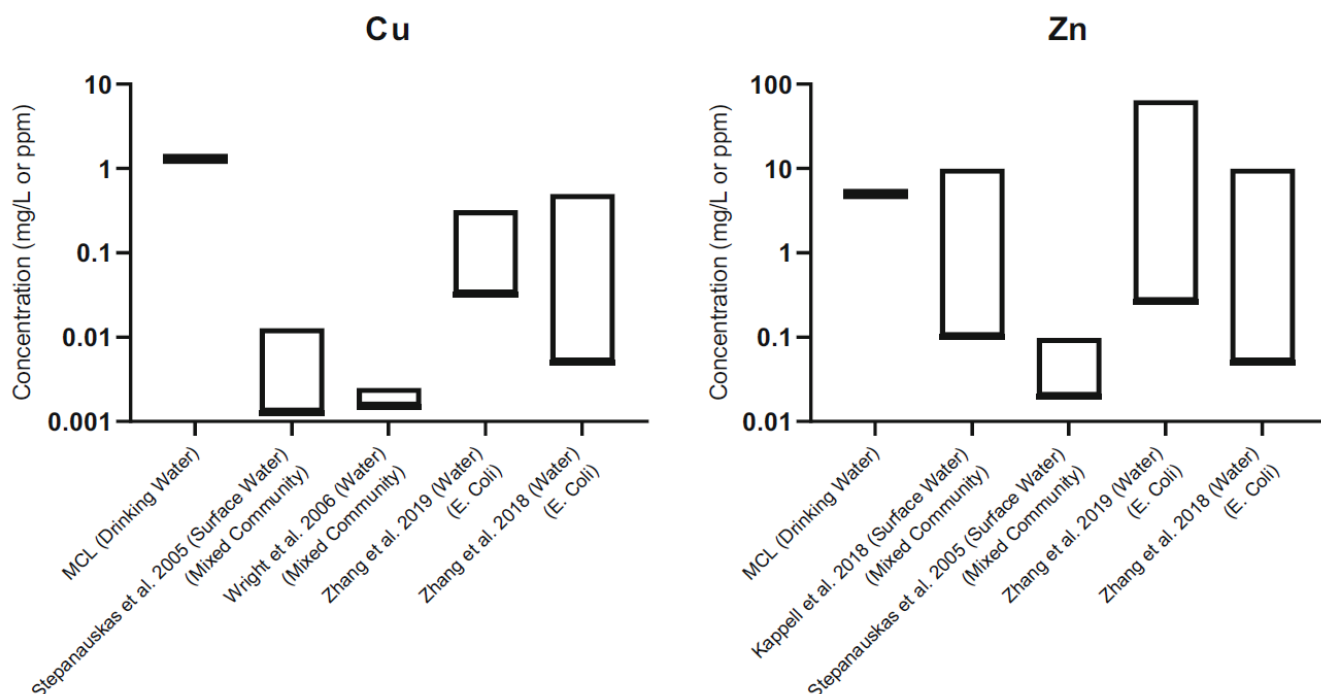 Cu
Concentration (mg/L or ppm)
10
1
0.1
0.01
0.001
MCL (Drinking Water)
Stepanauskas et al. 2005 (Surface Water)
(Mixed Community)
Wright et al. 2006 (Water)
(Mixed Community)
Zhang et al. 2019 (Water)
(E. Coli)
Zhang et al. 2018 (Water)
(E. Coli)
Zn
Concentration (mg/L or ppm)
100
10
1
0.1
0.01
MCL (Drinking Water)
Kappell et al. 2018 (Surface Water)
(Mixed Community)
Stepanauskas et al. 2005 (Surface Water)
(Mixed Community)
Zhang et al. 2019 (Water)
(E. Coli)
Zhang et al. 2018 (Water)
(E. Coli)